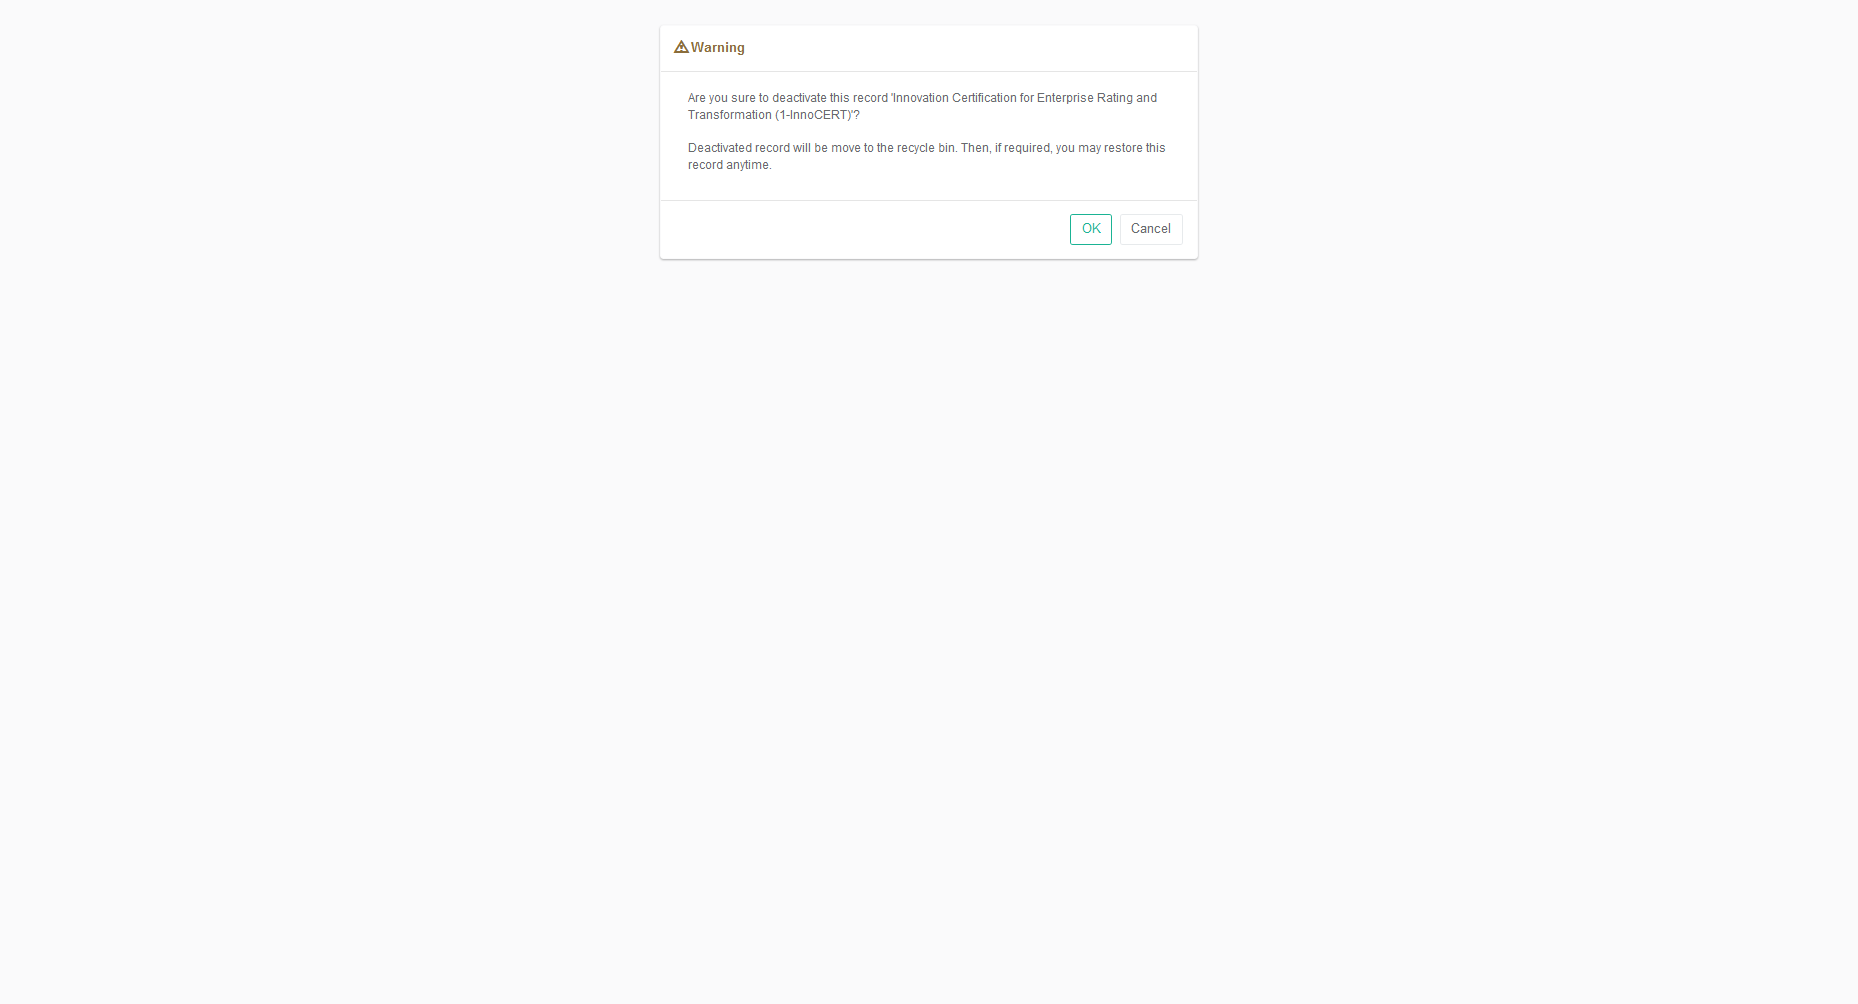 Warning
Are you sure to deactivate this record 'Innovation Certification for Enterprise Rating and
Transformation (1-InnoCERT)'?
Deactivated record will be move to the recycle bin. Then, if required, you may restore this
record anytime.
OK
Cancel